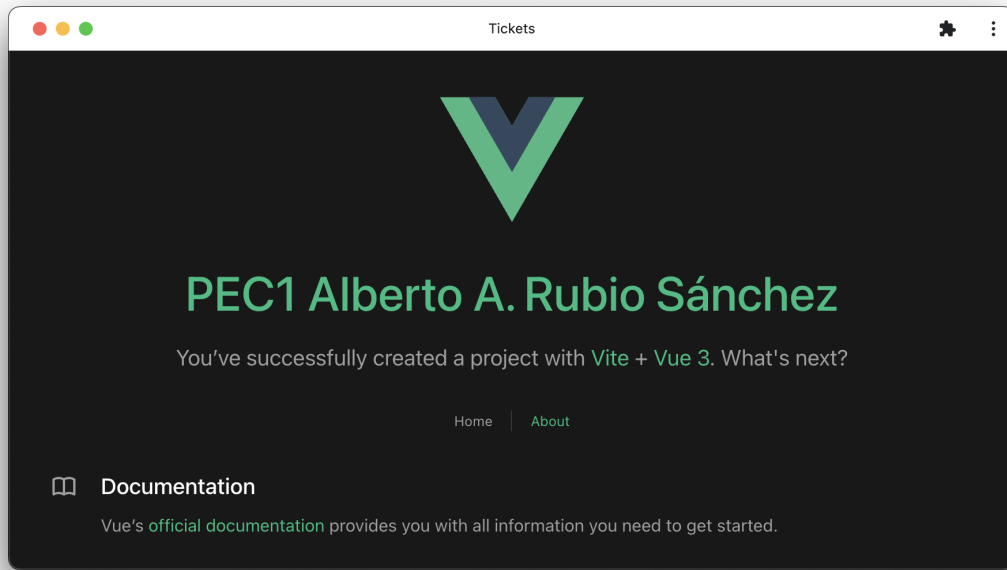 Tickets
PEC1 Alberto A. Rubio Sánchez
You’ve successfully created a project with Vite + Vue 3. What's next?
Home About
Documentation
Vue’s official documentation provides you with all information you need to get started.